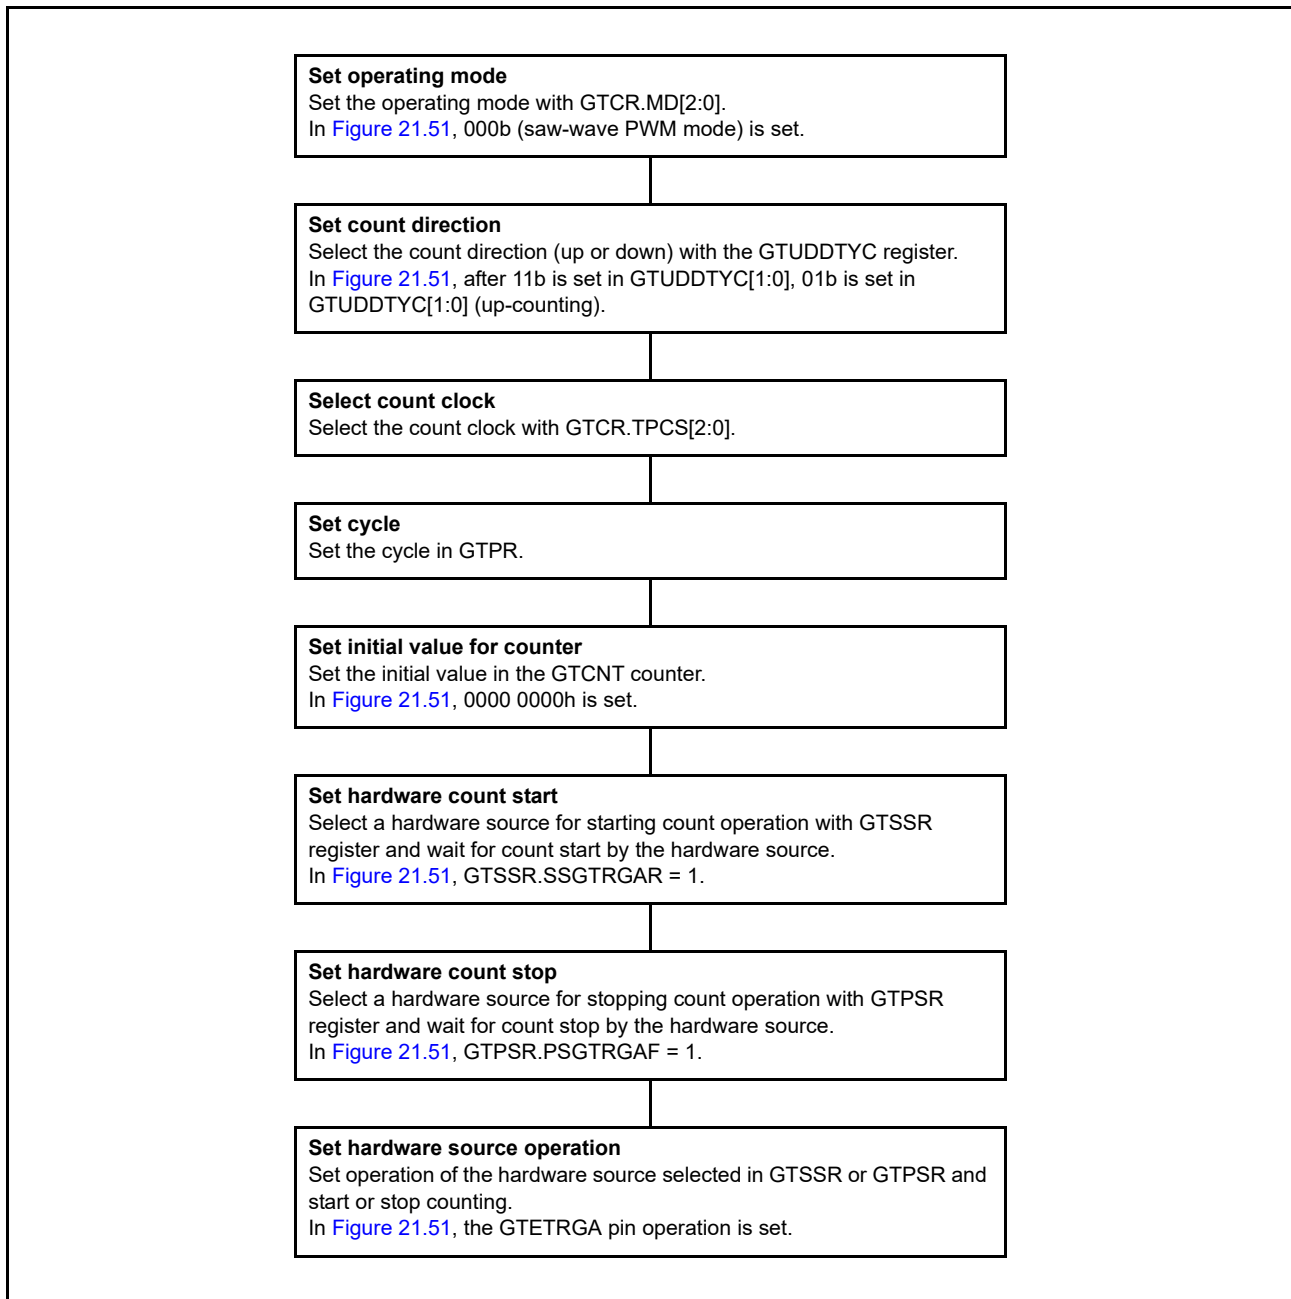 Set operating mode
Set the operating mode with GTCR.MD[2:0].
In Figure 21.51, 000b (saw-wave PWM mode) is set.
Set count direction
Select the count direction (up or down) with the GTUDDTYC register.
In Figure 21.51, after 11b is set in GTUDDTYC[1:0], 01b is set in
GTUDDTYC[1:0] (up-counting).
Select count clock
Select the count clock with GTCR.TPCS[2:0].
Set cycle
Set the cycle in GTPR.
Set initial value for counter
Set the initial value in the GTCNT counter.
In Figure 21.51, 0000 0000h is set.
Set hardware count start
Select a hardware source for starting count operation with GTSSR
register and wait for count start by the hardware source.
In Figure 21.51, GTSSR.SSGTRGAR = 1.
Set hardware count stop
Select a hardware source for stopping count operation with GTPSR
register and wait for count stop by the hardware source.
In Figure 21.51, GTPSR.PSGTRGAF = 1.
Set hardware source operation
Set operation of the hardware source selected in GTSSR or GTPSR and
start or stop counting.
In Figure 21.51, the GTETRGA pin operation is set.